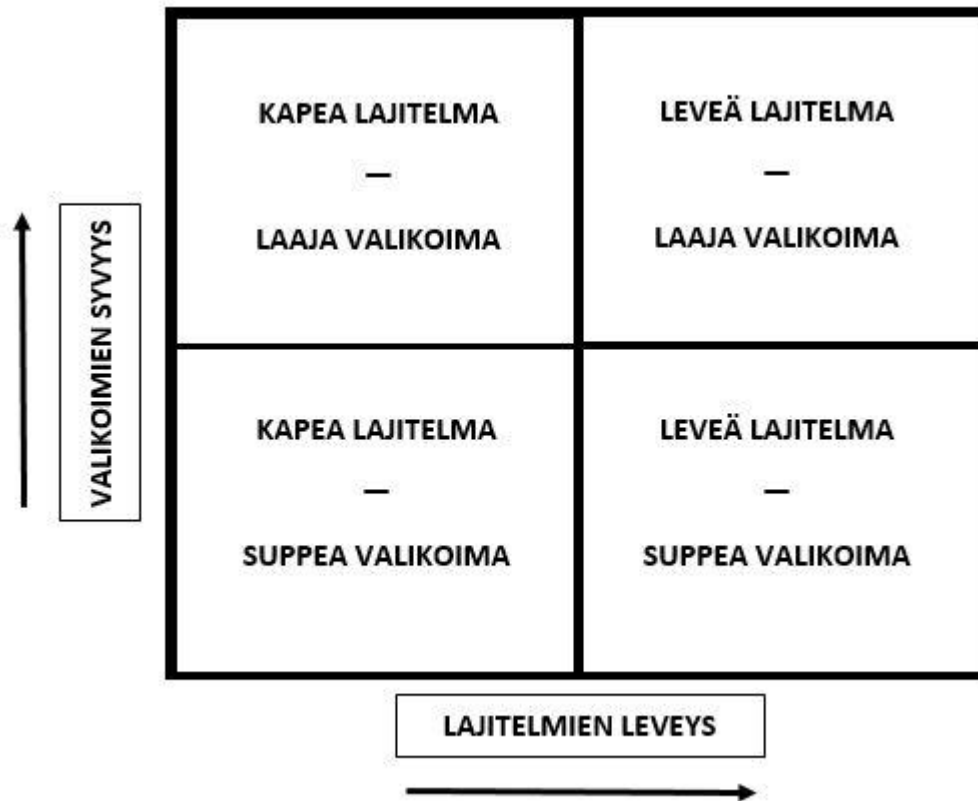 KAPEA LAJITELMA
—
LAAJA VALIKOIMA
LEVEÄ LAJITELMA
—
LAAJA VALIKOIMA
VALIKOIMIEN SYVYYS
KAPEA LAJITELMA
—
SUPPEA VALIKOIMA
LEVEÄ LAJITELMA
—
SUPPEA VALIKOIMA
LAJITELMIEN LEVEYS